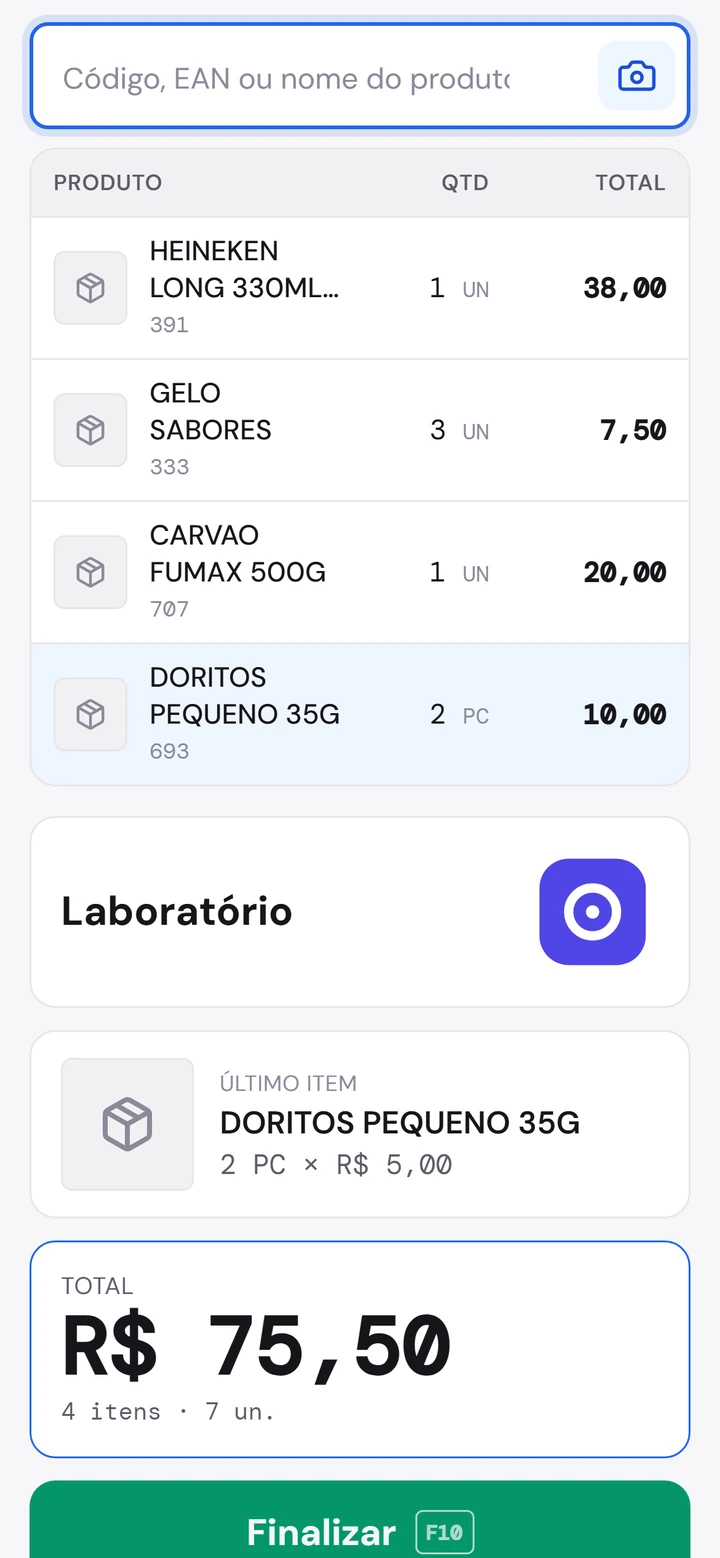 Código, EAN ou nome do produto
PRODUTO QTD TOTAL
HEINEKEN
LONG 330ML... 1 UN 38,00
391
GELO
SABORES 3 UN 7,50
333
CARVAO
FUMAX 500G 1 UN 20,00
707
DORITOS
PEQUENO 35G 2 PC 10,00
693
Laboratório
ÚLTIMO ITEM
DORITOS PEQUENO 35G
2 PC × R$ 5,00
TOTAL
R$ 75,50
4 itens · 7 un.
Finalizar F10